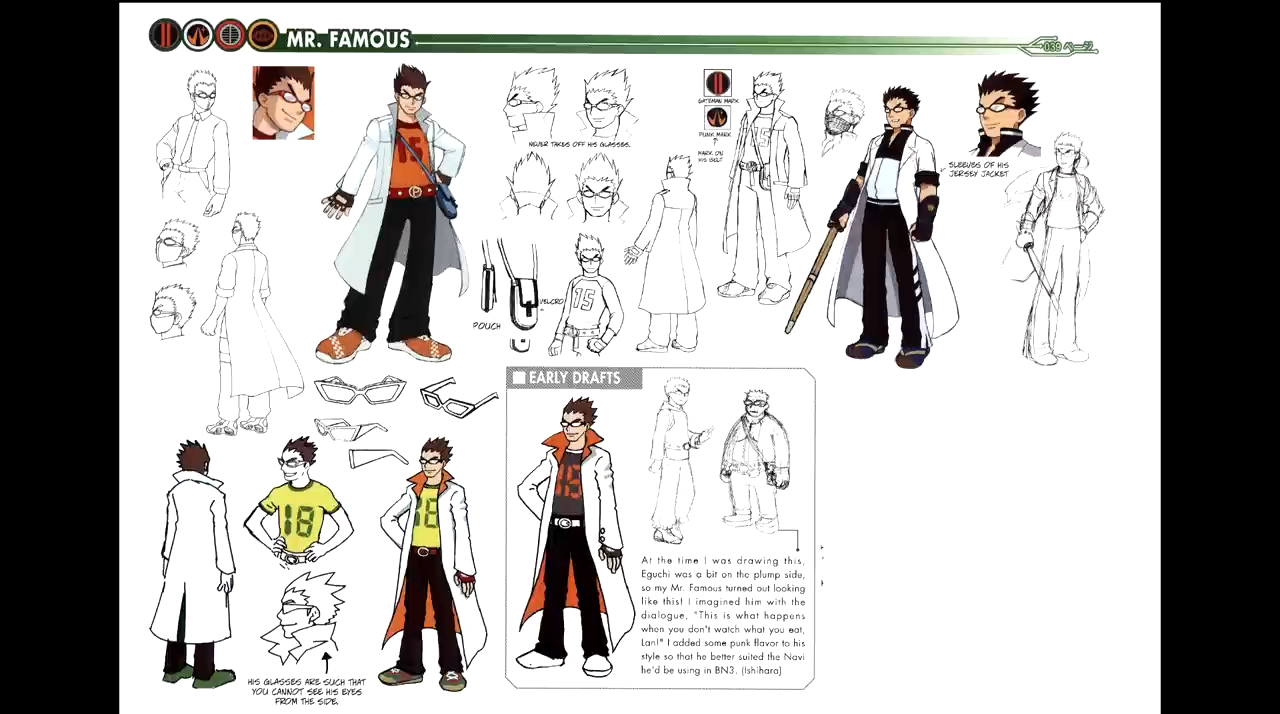 MR. FAMOUS
039 ページ
NEVER TAKES OFF HIS GLASSES.
GATEMAN MARK
PUNK MARK
MARK ON
HIS BELT
SLEEVES OF HIS
JERSEY JACKET
15
15
15
POUCH
VELCRO
EARLY DRAFTS
18
18
15
At the time I was drawing this,
Eguchi was a bit on the plump side,
so my Mr. Famous turned out looking
like this! I imagined him with the
dialogue, "This is what happens
when you don't watch what you eat,
Lan!" I added some punk flavor to his
style so that he better suited the Navi
he'd be using in BN3. (Ishihara)
HIS GLASSES ARE SUCH THAT
YOU CANNOT SEE HIS EYES
FROM THE SIDE.